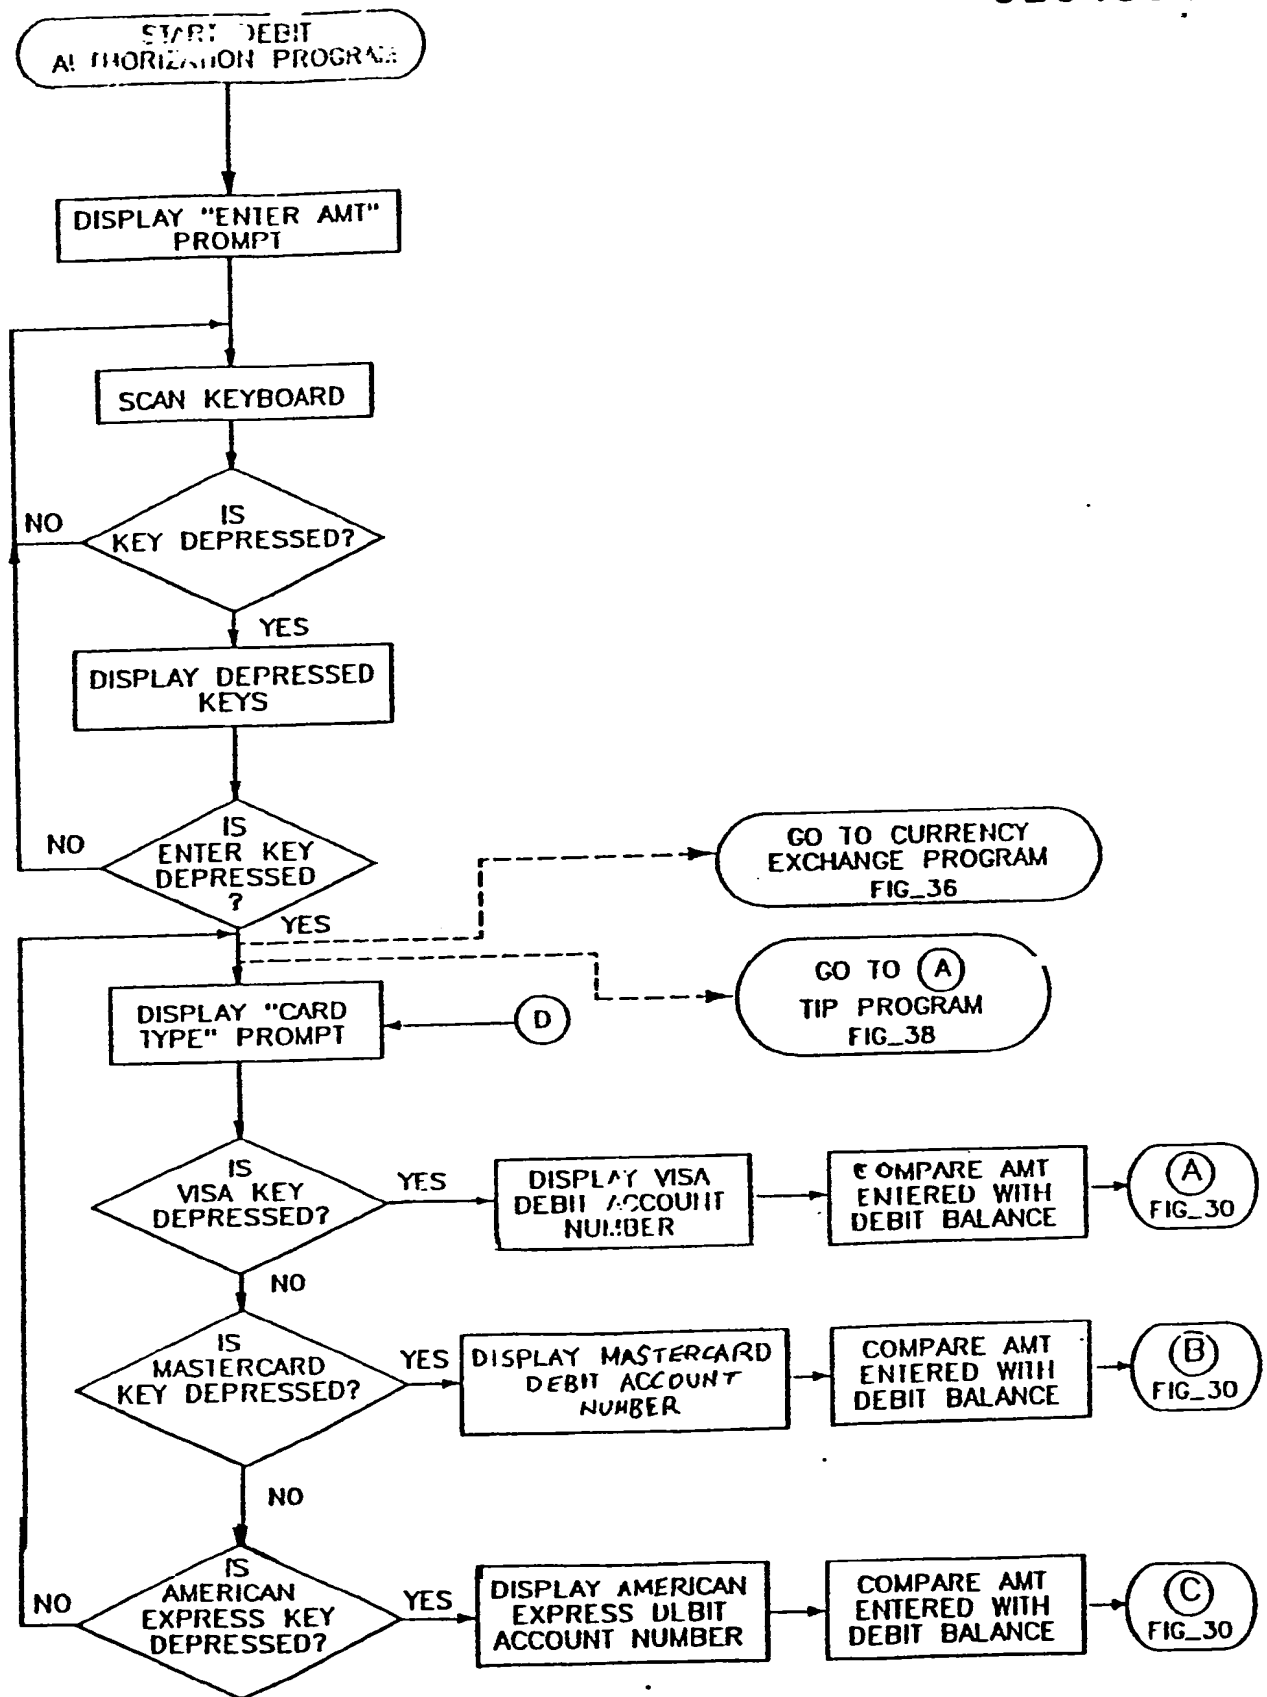 START DEBIT
AUTHORIZATION PROGRAM
DISPLAY "ENTER AMT"
PROMPT
SCAN KEYBOARD
IS
KEY DEPRESSED?
NO
YES
DISPLAY DEPRESSED
KEYS
IS
ENTER KEY
DEPRESSED
?
NO
YES
GO TO CURRENCY
EXCHANGE PROGRAM
FIG_36
GO TO A
TIP PROGRAM
FIG_38
DISPLAY "CARD
TYPE" PROMPT
D
IS
VISA KEY
DEPRESSED?
YES
DISPLAY VISA
DEBIT ACCOUNT
NUMBER
COMPARE AMT
ENTERED WITH
DEBIT BALANCE
A
FIG_30
NO
IS
MASTERCARD
KEY DEPRESSED?
YES
DISPLAY MASTERCARD
DEBIT ACCOUNT
NUMBER
COMPARE AMT
ENTERED WITH
DEBIT BALANCE
B
FIG_30
NO
IS
AMERICAN
EXPRESS KEY
DEPRESSED?
NO
YES
DISPLAY AMERICAN
EXPRESS DEBIT
ACCOUNT NUMBER
COMPARE AMT
ENTERED WITH
DEBIT BALANCE
C
FIG_30